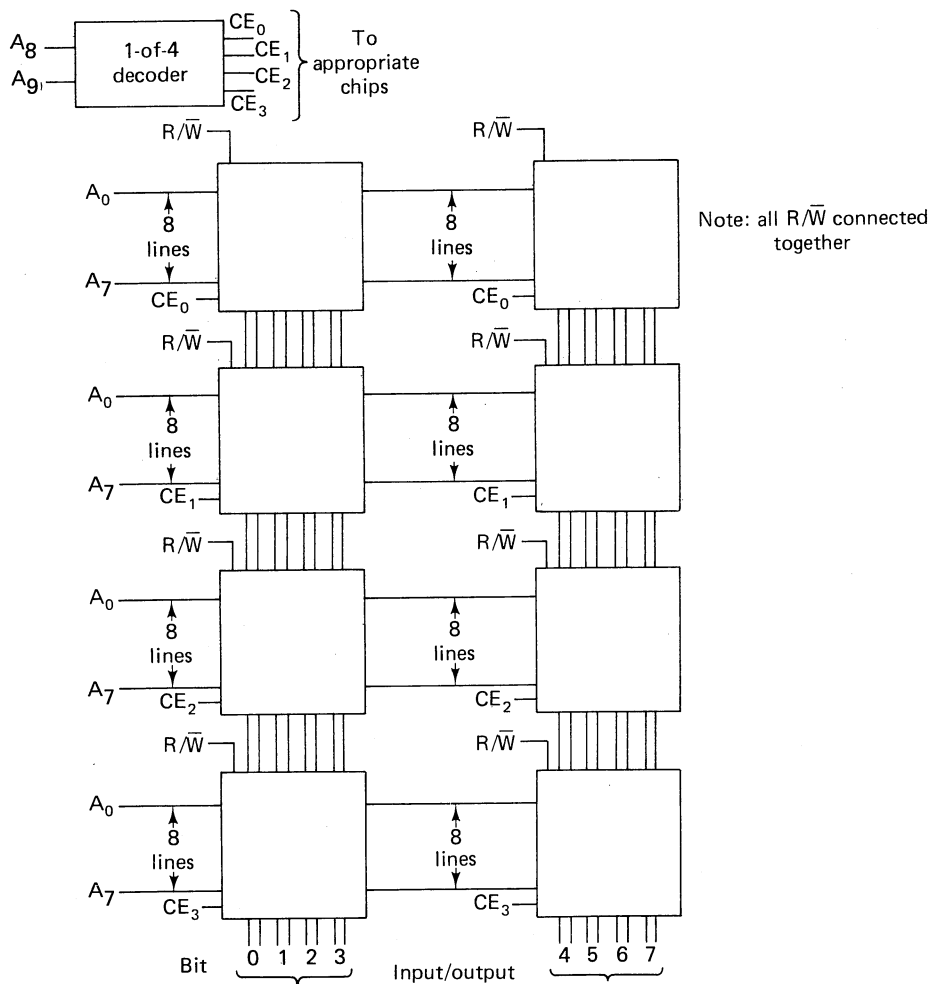 A8
A9
1-of-4
decoder
CE0
CE1
CE2
CE3
To
appropriate
chips
R/W̅
R/W̅
A0
8
lines
A7
CE0
8
lines
CE0
Note: all R/W̅ connected
together
R/W̅
R/W̅
A0
8
lines
A7
CE1
8
lines
CE1
R/W̅
R/W̅
A0
8
lines
A7
CE2
8
lines
CE2
R/W̅
R/W̅
A0
8
lines
A7
CE3
8
lines
CE3
Bit 0 1 2 3 Input/output 4 5 6 7